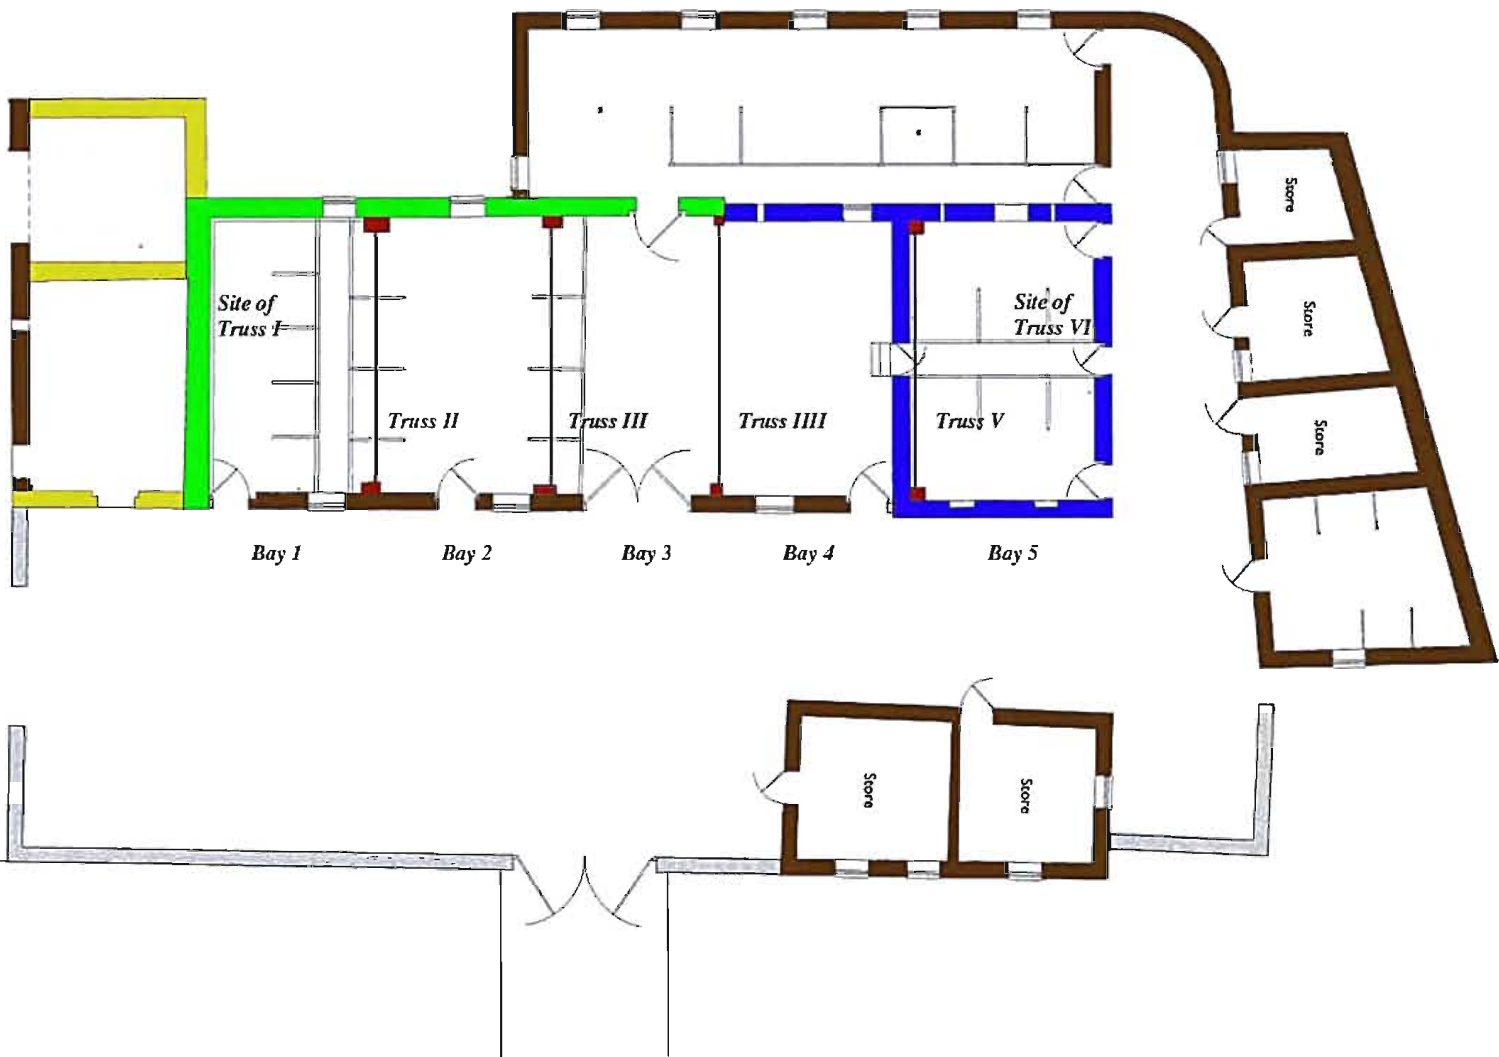 Store
Site of
Truss I
Site of
Truss VI
Store
Truss II
Truss III
Truss IIII
Truss V
Store
Bay 1
Bay 2
Bay 3
Bay 4
Bay 5
Store
Store